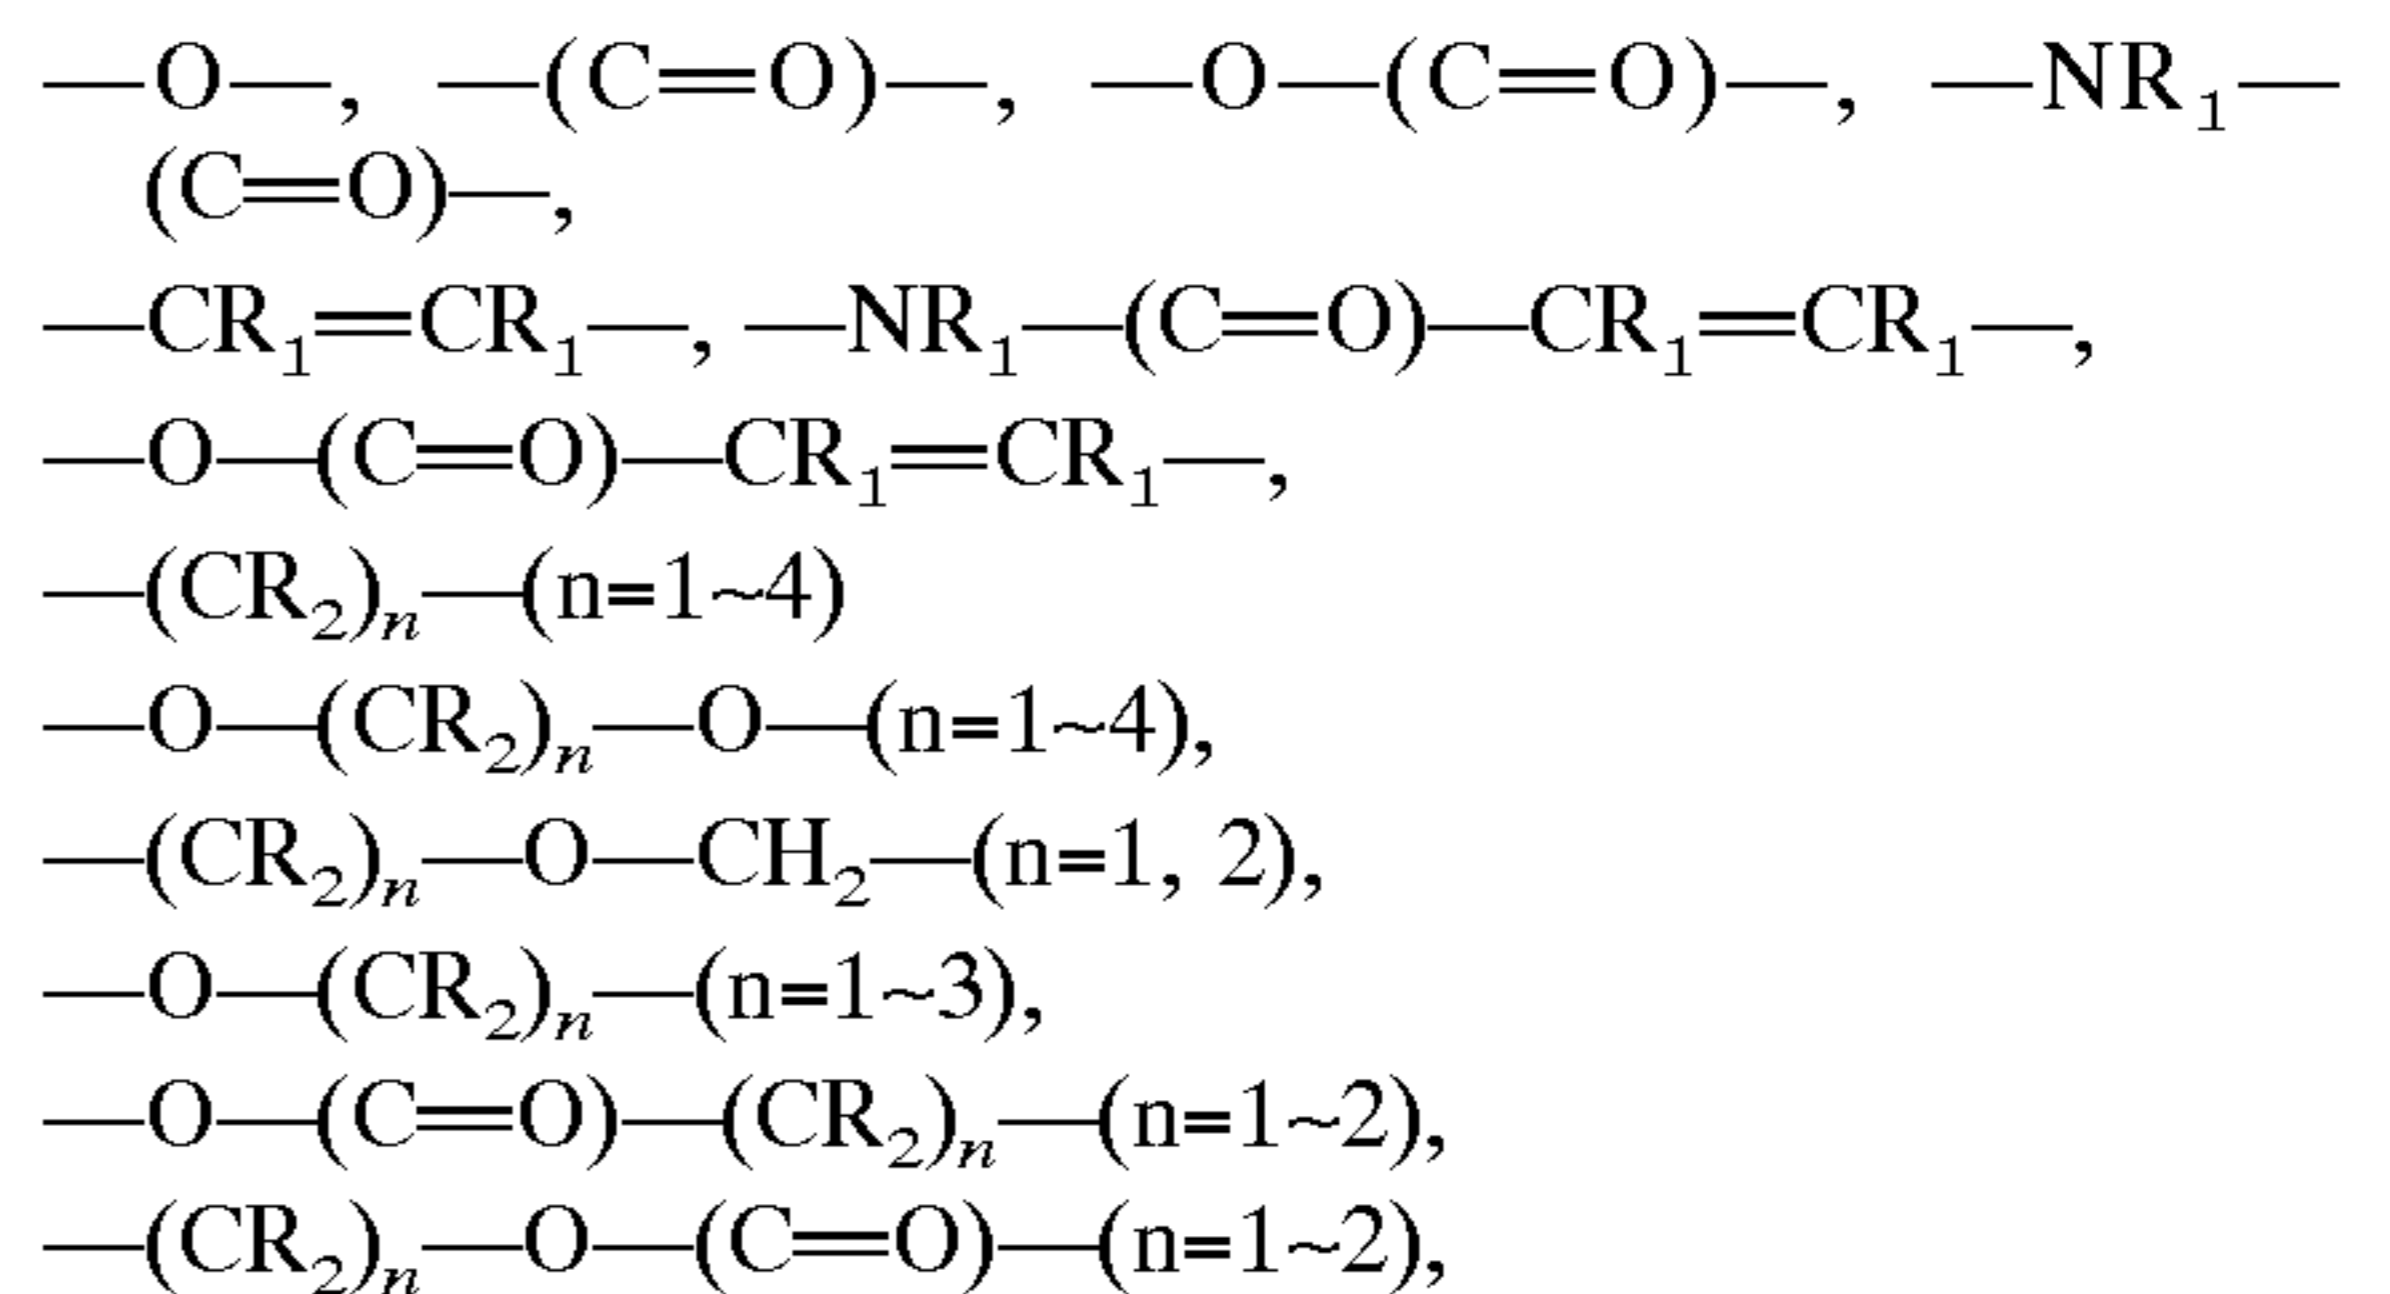 —O—, —(C=O)—, —O—(C=O)—, —NR₁—
(C=O)—,
—CR₁=CR₁—, —NR₁—(C=O)—CR₁=CR₁—,
—O—(C=O)—CR₁=CR₁—,
—(CR₂)ₙ—(n=1~4)
—O—(CR₂)ₙ—O—(n=1~4),
—(CR₂)ₙ—O—CH₂—(n=1, 2),
—O—(CR₂)ₙ—(n=1~3),
—O—(C=O)—(CR₂)ₙ—(n=1~2),
—(CR₂)ₙ—O—(C=O)—(n=1~2),